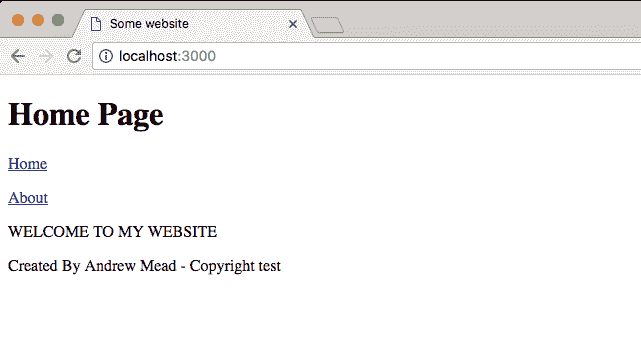 Some website
localhost:3000
Home Page
Home
About
WELCOME TO MY WEBSITE
Created By Andrew Mead - Copyright test